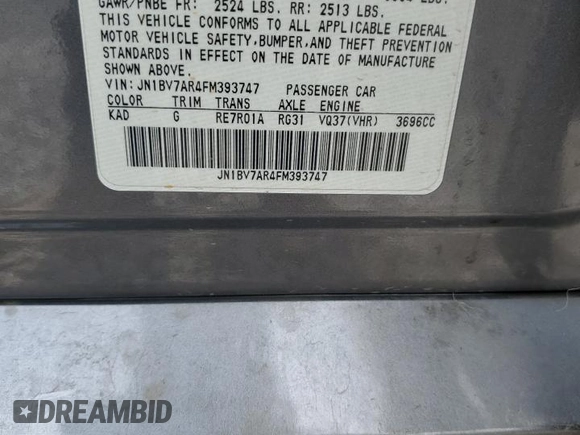 GAWR/PNBE FR: 2524 LBS. RR: 2513 LBS.
THIS VEHICLE CONFORMS TO ALL APPLICABLE FEDERAL
MOTOR VEHICLE SAFETY, BUMPER, AND THEFT PREVENTION
STANDARDS IN EFFECT ON THE DATE OF MANUFACTURE
SHOWN ABOVE.
VIN: JN1BV7AR4FM393747 PASSENGER CAR
COLOR TRIM TRANS AXLE ENGINE
KAD G RE7R01A RG31 VQ37(VHR) 3696CC
JN1BV7AR4FM393747
DREAMBID